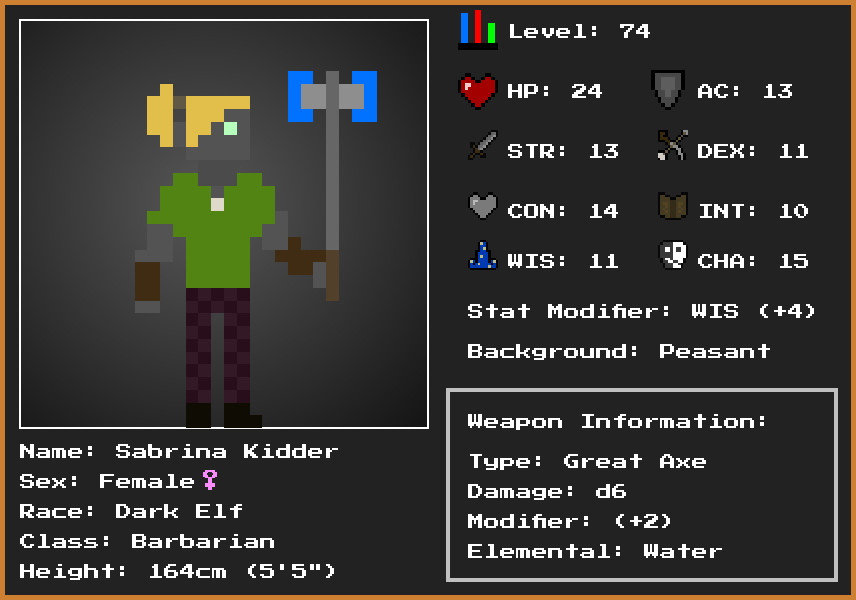 Level: 74
HP: 24 AC: 13
STR: 13 DEX: 11
CON: 14 INT: 10
WIS: 11 CHA: 15
Stat Modifier: WIS (+4)
Background: Peasant
Weapon Information:
Type: Great Axe
Damage: d6
Modifier: (+2)
Elemental: Water
Name: Sabrina Kidder
Sex: Female♀
Race: Dark Elf
Class: Barbarian
Height: 164cm (5'5")